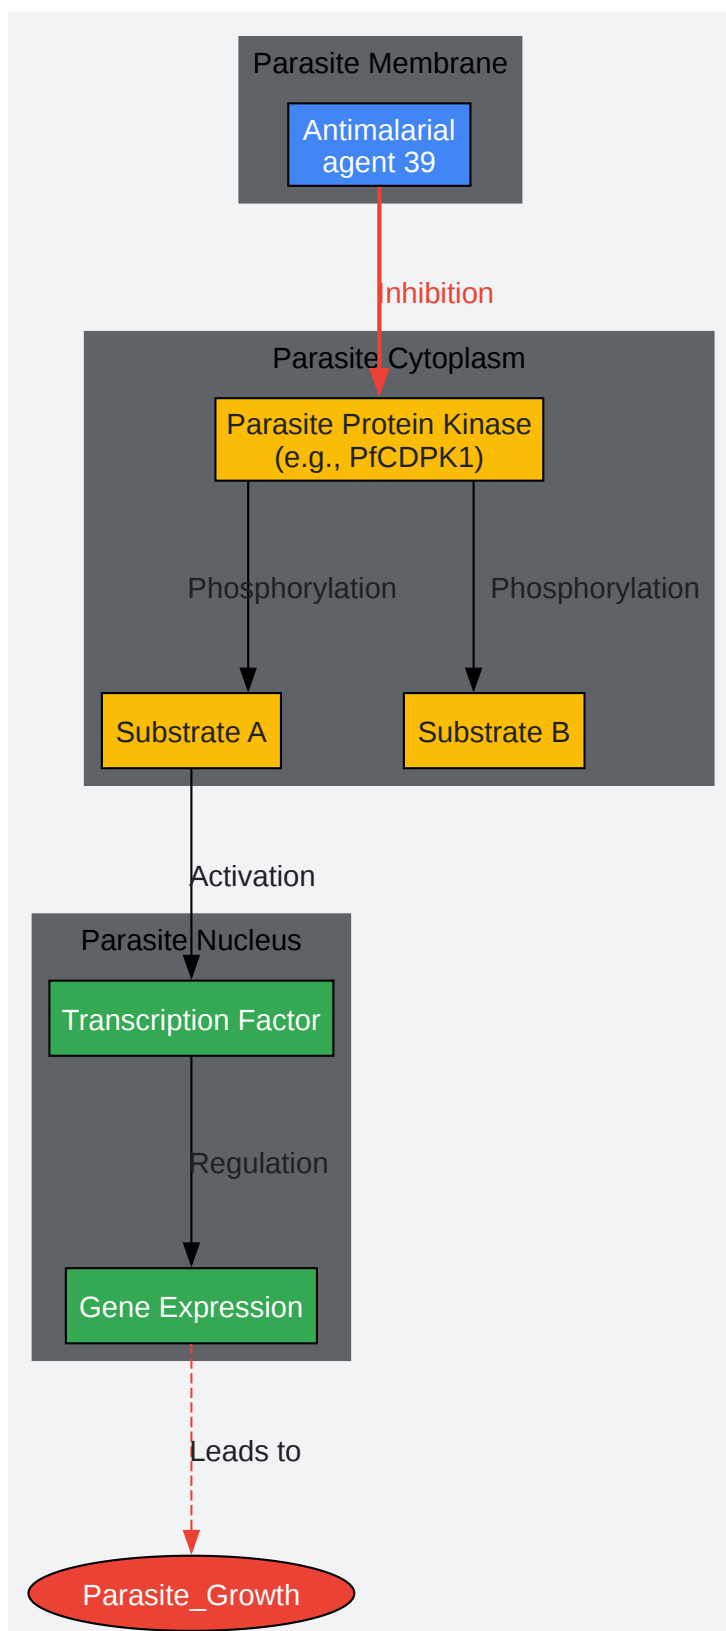 Parasite Membrane
Antimalarial
agent 39
Inhibition
Parasite Cytoplasm
Parasite Protein Kinase
(e.g., PfCDPK1)
Phosphorylation
Phosphorylation
Substrate A
Substrate B
Activation
Parasite Nucleus
Transcription Factor
Regulation
Gene Expression
Leads to
Parasite_Growth